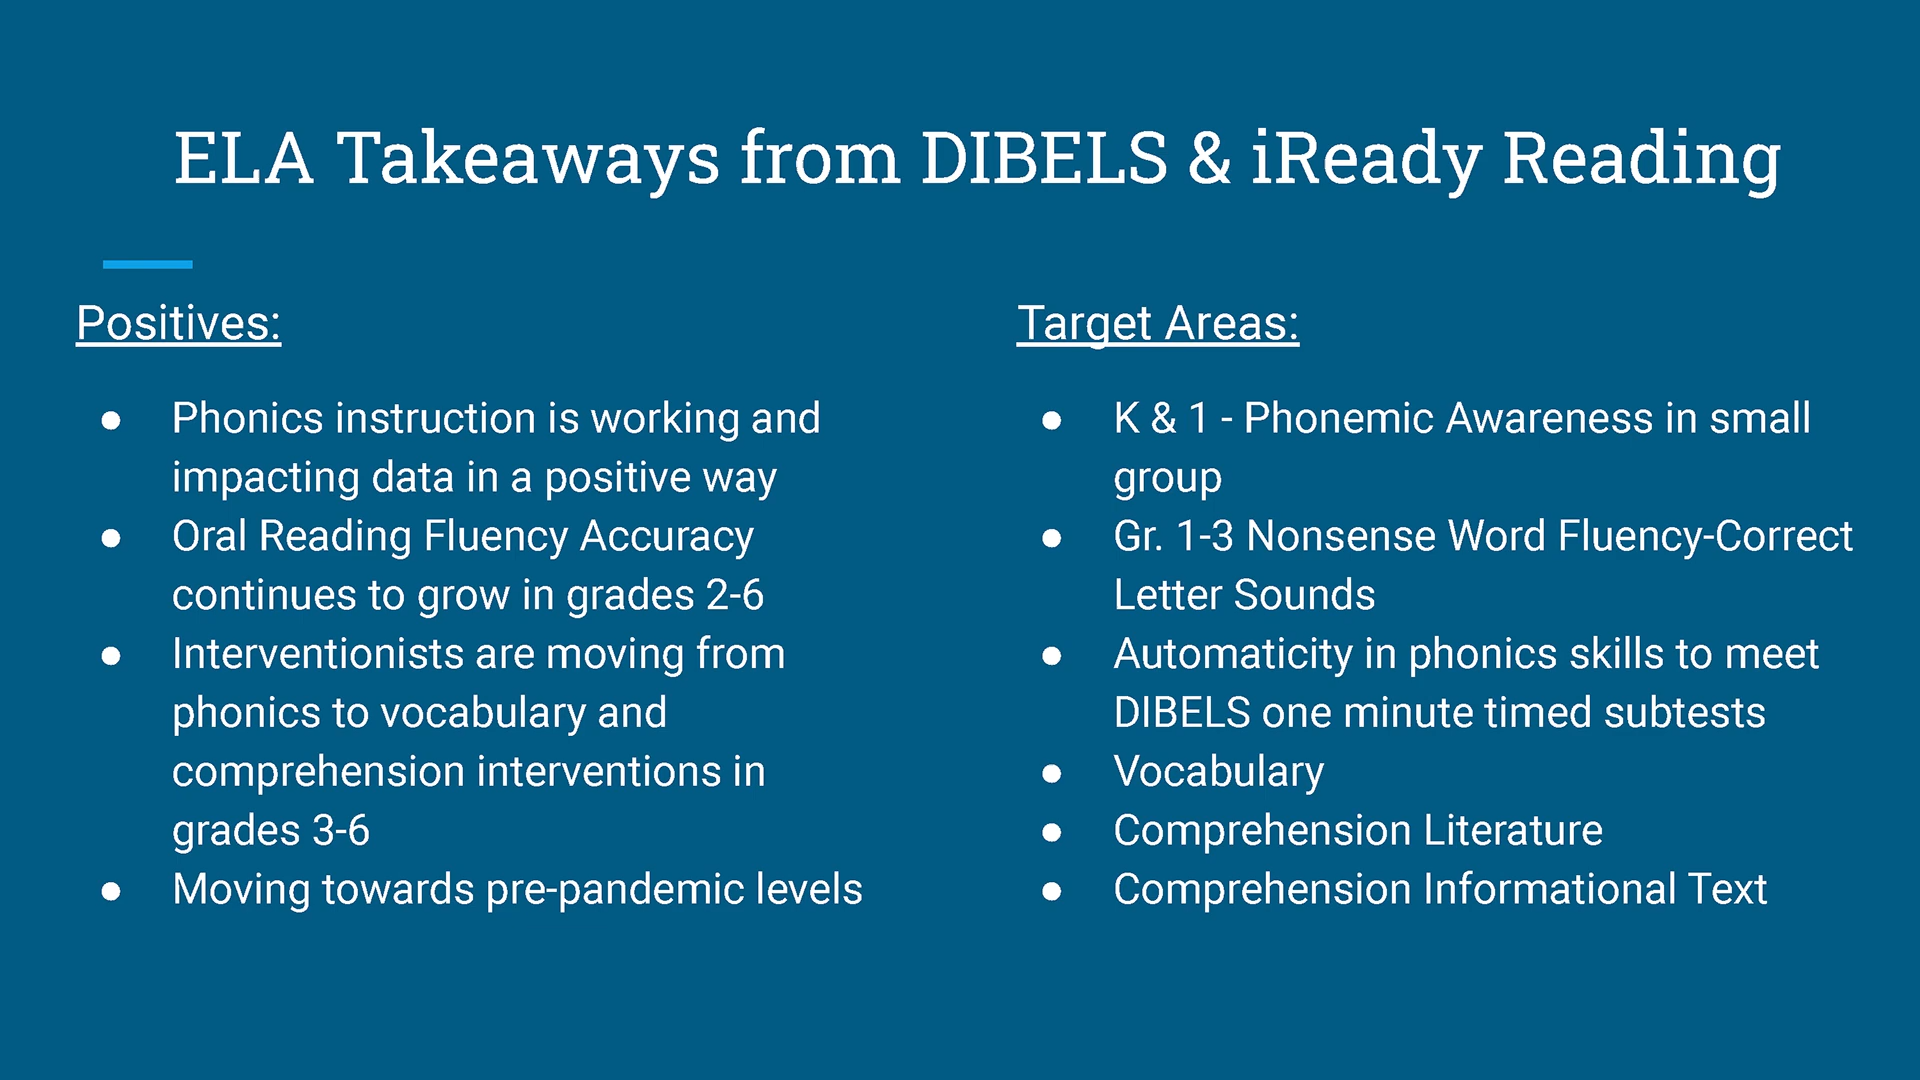 ELA Takeaways from DIBELS & iReady Reading
Positives:
● Phonics instruction is working and
impacting data in a positive way
● Oral Reading Fluency Accuracy
continues to grow in grades 2-6
● Interventionists are moving from
phonics to vocabulary and
comprehension interventions in
grades 3-6
● Moving towards pre-pandemic levels
Target Areas:
● K & 1 - Phonemic Awareness in small
group
● Gr. 1-3 Nonsense Word Fluency-Correct
Letter Sounds
● Automaticity in phonics skills to meet
DIBELS one minute timed subtests
● Vocabulary
● Comprehension Literature
● Comprehension Informational Text